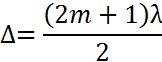 Δ= (2m + 1)λ / 2